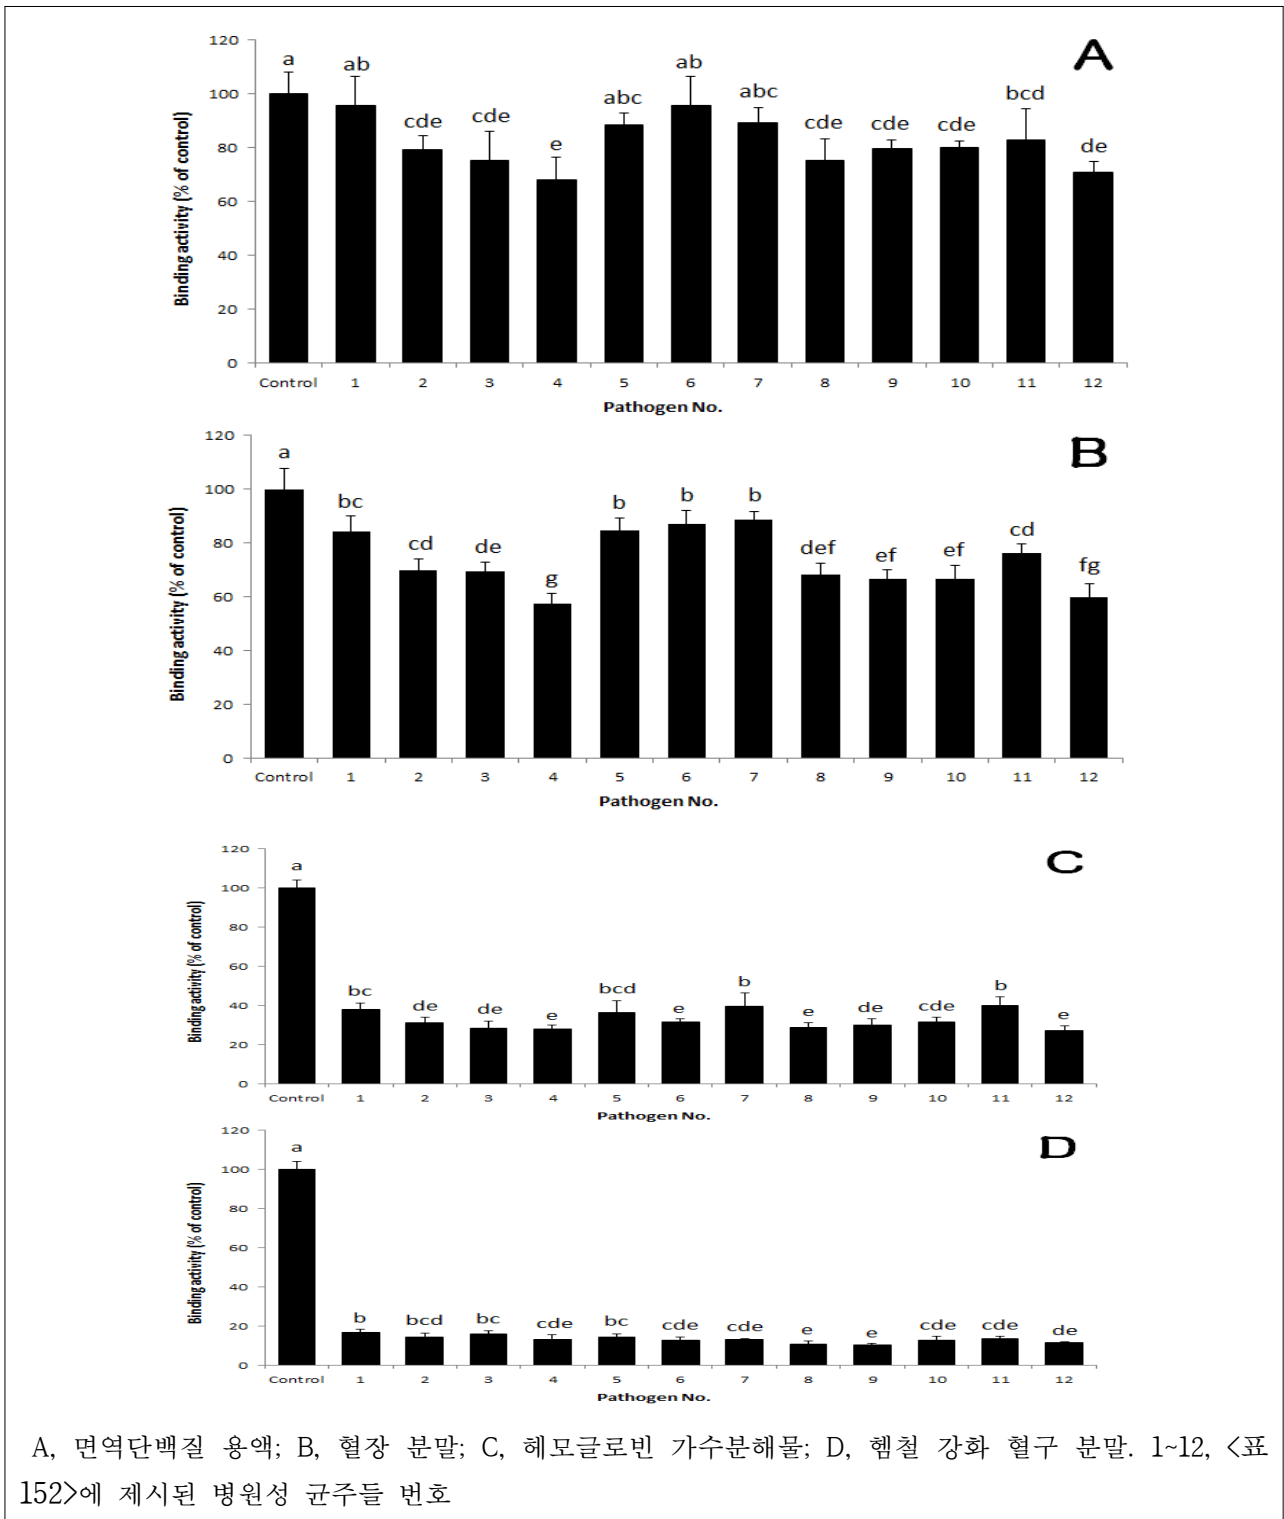 A
120
100
80
60
40
20
0
Binding activity (% of control)
a ab cde cde e abc ab abc cde cde cde bcd de
Control 1 2 3 4 5 6 7 8 9 10 11 12
Pathogen No.
B
120
100
80
60
40
20
0
Binding activity (% of control)
a bc cd de g b b b def ef ef cd fg
Control 1 2 3 4 5 6 7 8 9 10 11 12
Pathogen No.
C
120
100
80
60
40
20
0
Binding activity (% of control)
a bc de de e bcd e b e de cde b e
Control 1 2 3 4 5 6 7 8 9 10 11 12
Pathogen No.
D
120
100
80
60
40
20
0
Binding activity (% of control)
a b bcd bc cde bc cde cde e e cde cde de
Control 1 2 3 4 5 6 7 8 9 10 11 12
Pathogen No.
A, 면역단백질 용액; B, 혈장 분말; C, 헤모글로빈 가수분해물; D, 헴철 강화 혈구 분말. 1~12, <표
152>에 제시된 병원성 균주들 번호